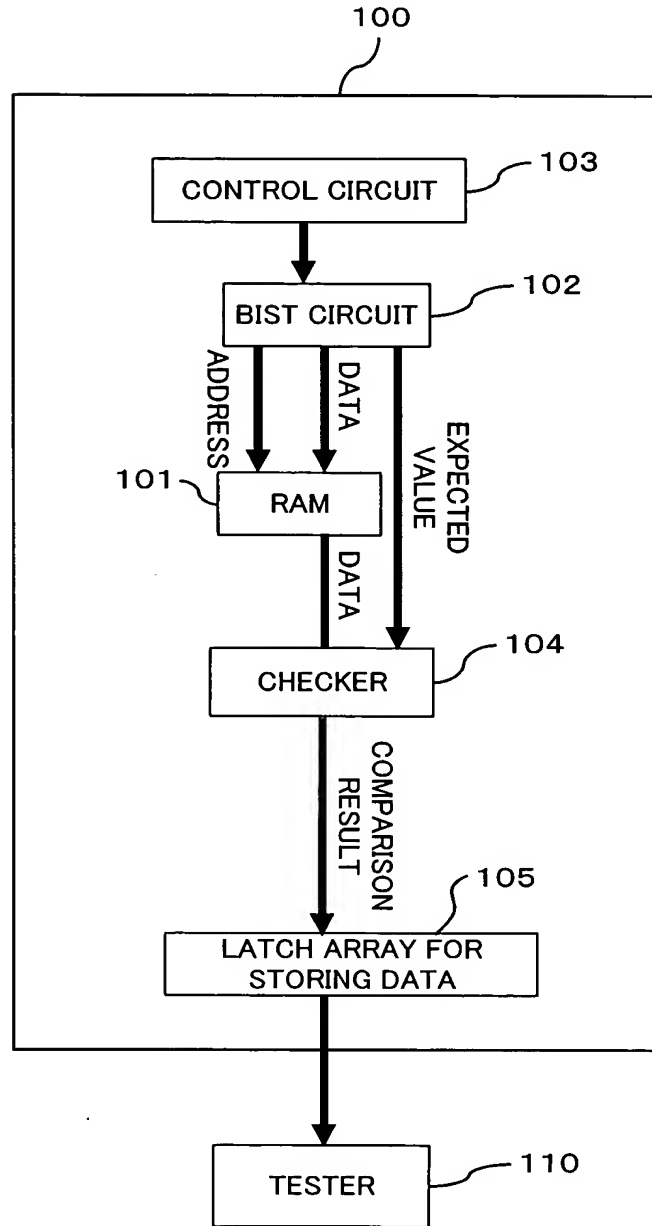 100
CONTROL CIRCUIT
103
BIST CIRCUIT
102
ADDRESS
DATA
EXPECTED
VALUE
101
RAM
DATA
CHECKER
104
COMPARISON
RESULT
105
LATCH ARRAY FOR
STORING DATA
TESTER
110